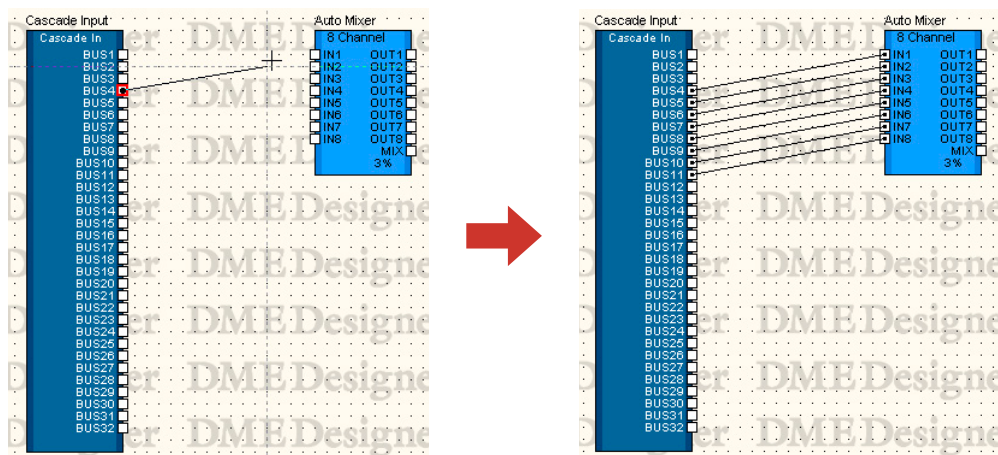 Cascade Input
Cascade In
BUS1
BUS2
BUS3
BUS4
BUS5
BUS6
BUS7
BUS8
BUS9
BUS10
BUS11
BUS12
BUS13
BUS14
BUS15
BUS16
BUS17
BUS18
BUS19
BUS20
BUS21
BUS22
BUS23
BUS24
BUS25
BUS26
BUS27
BUS28
BUS29
BUS30
BUS31
BUS32
Auto Mixer
8 Channel
IN1 OUT1
IN2 OUT2
IN3 OUT3
IN4 OUT4
IN5 OUT5
IN6 OUT6
IN7 OUT7
IN8 OUT8
MIX
3%
Cascade Input
Cascade In
BUS1
BUS2
BUS3
BUS4
BUS5
BUS6
BUS7
BUS8
BUS9
BUS10
BUS11
BUS12
BUS13
BUS14
BUS15
BUS16
BUS17
BUS18
BUS19
BUS20
BUS21
BUS22
BUS23
BUS24
BUS25
BUS26
BUS27
BUS28
BUS29
BUS30
BUS31
BUS32
Auto Mixer
8 Channel
IN1 OUT1
IN2 OUT2
IN3 OUT3
IN4 OUT4
IN5 OUT5
IN6 OUT6
IN7 OUT7
IN8 OUT8
MIX
3%